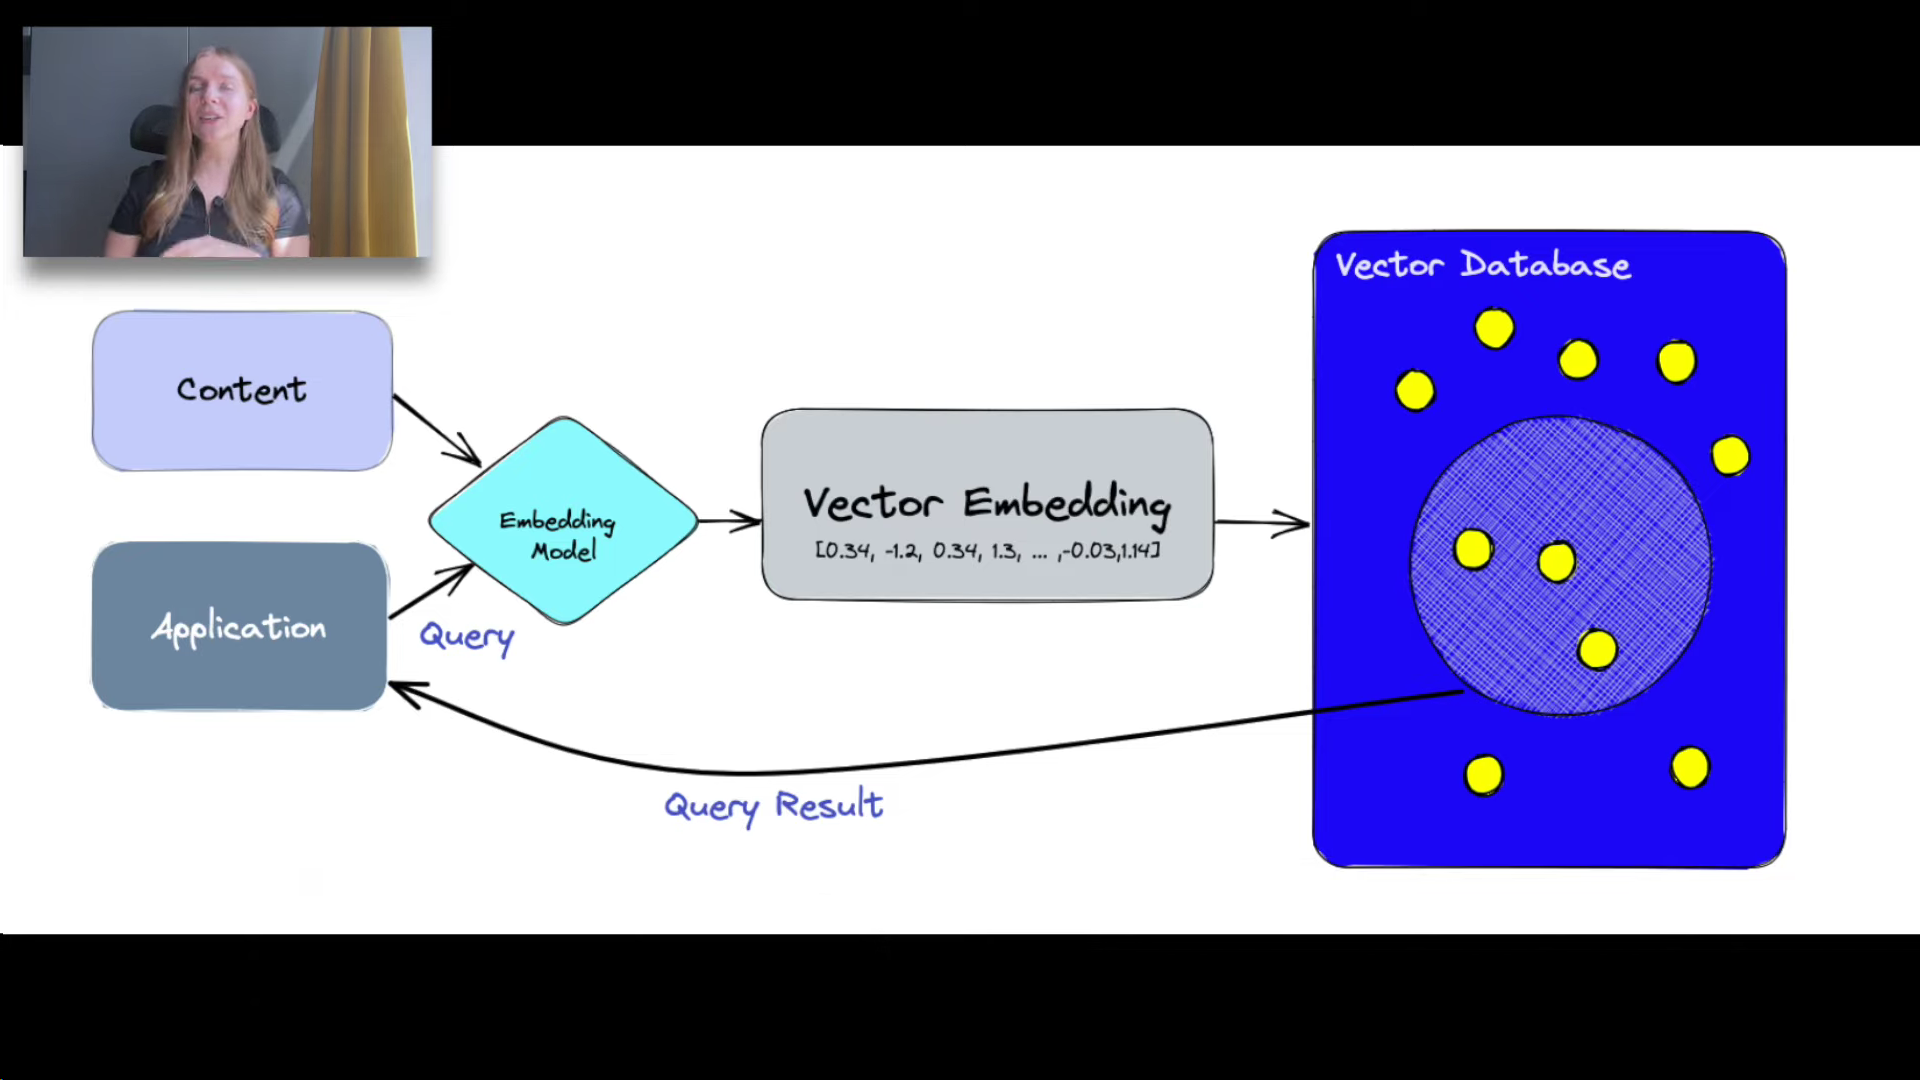 Vector Database
Content
Embedding
Model
Vector Embedding
[0.34, -1.2, 0.34, 1.3, ... ,-0.03,1.14]
Application
Query
Query Result